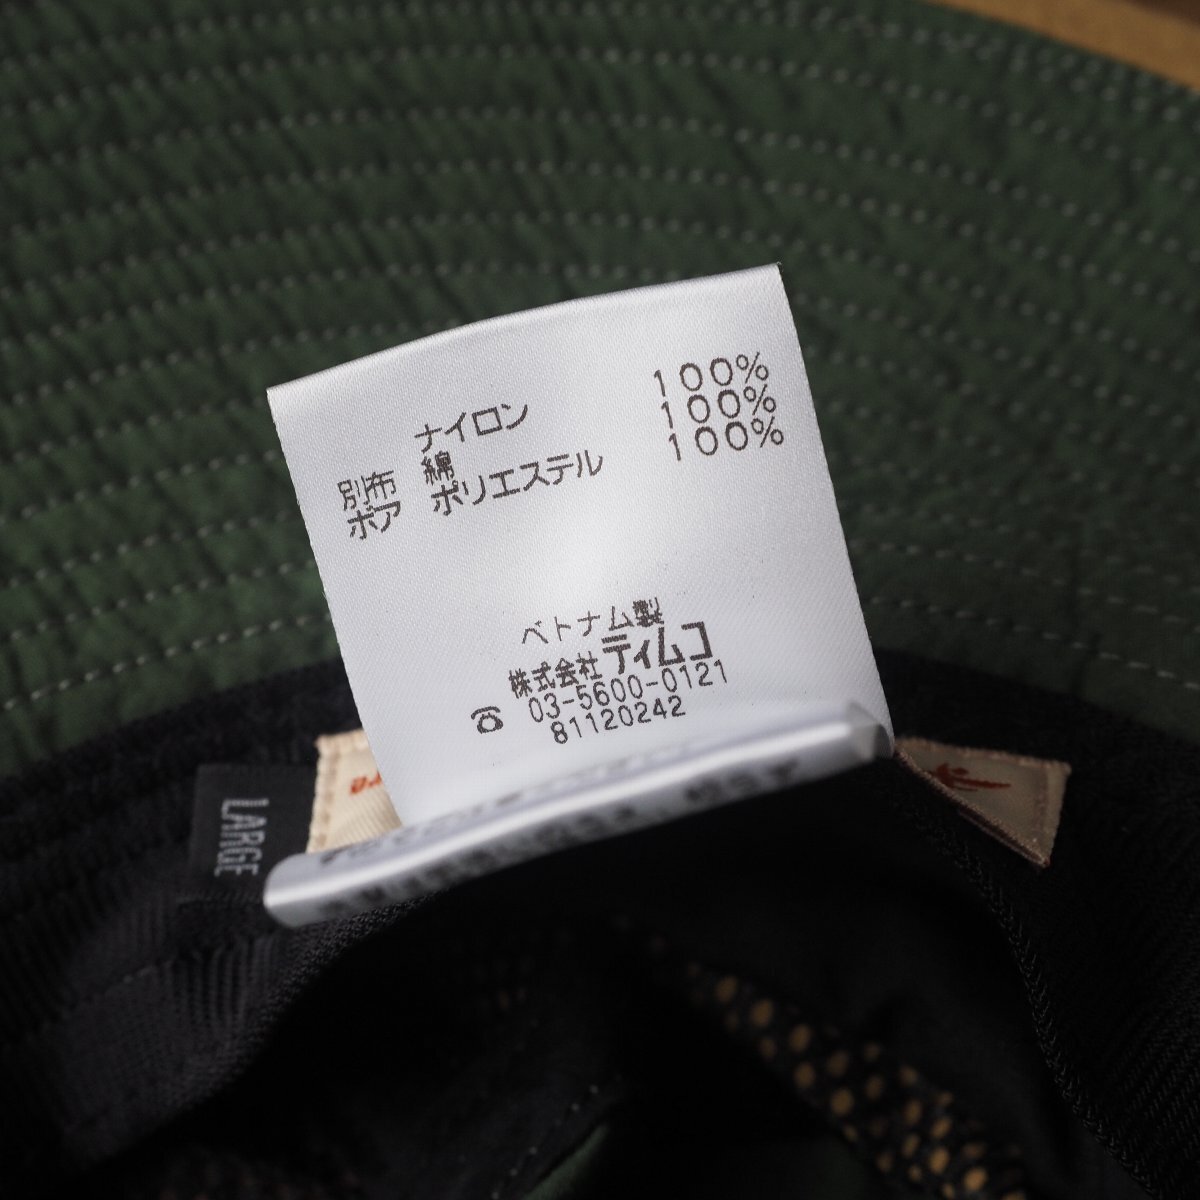 ナイロン 100%
別布 綿 100%
ボア ポリエステル 100%
ベトナム製
株式会社ティムコ
☎ 03-5600-0121
81120242
LARGE